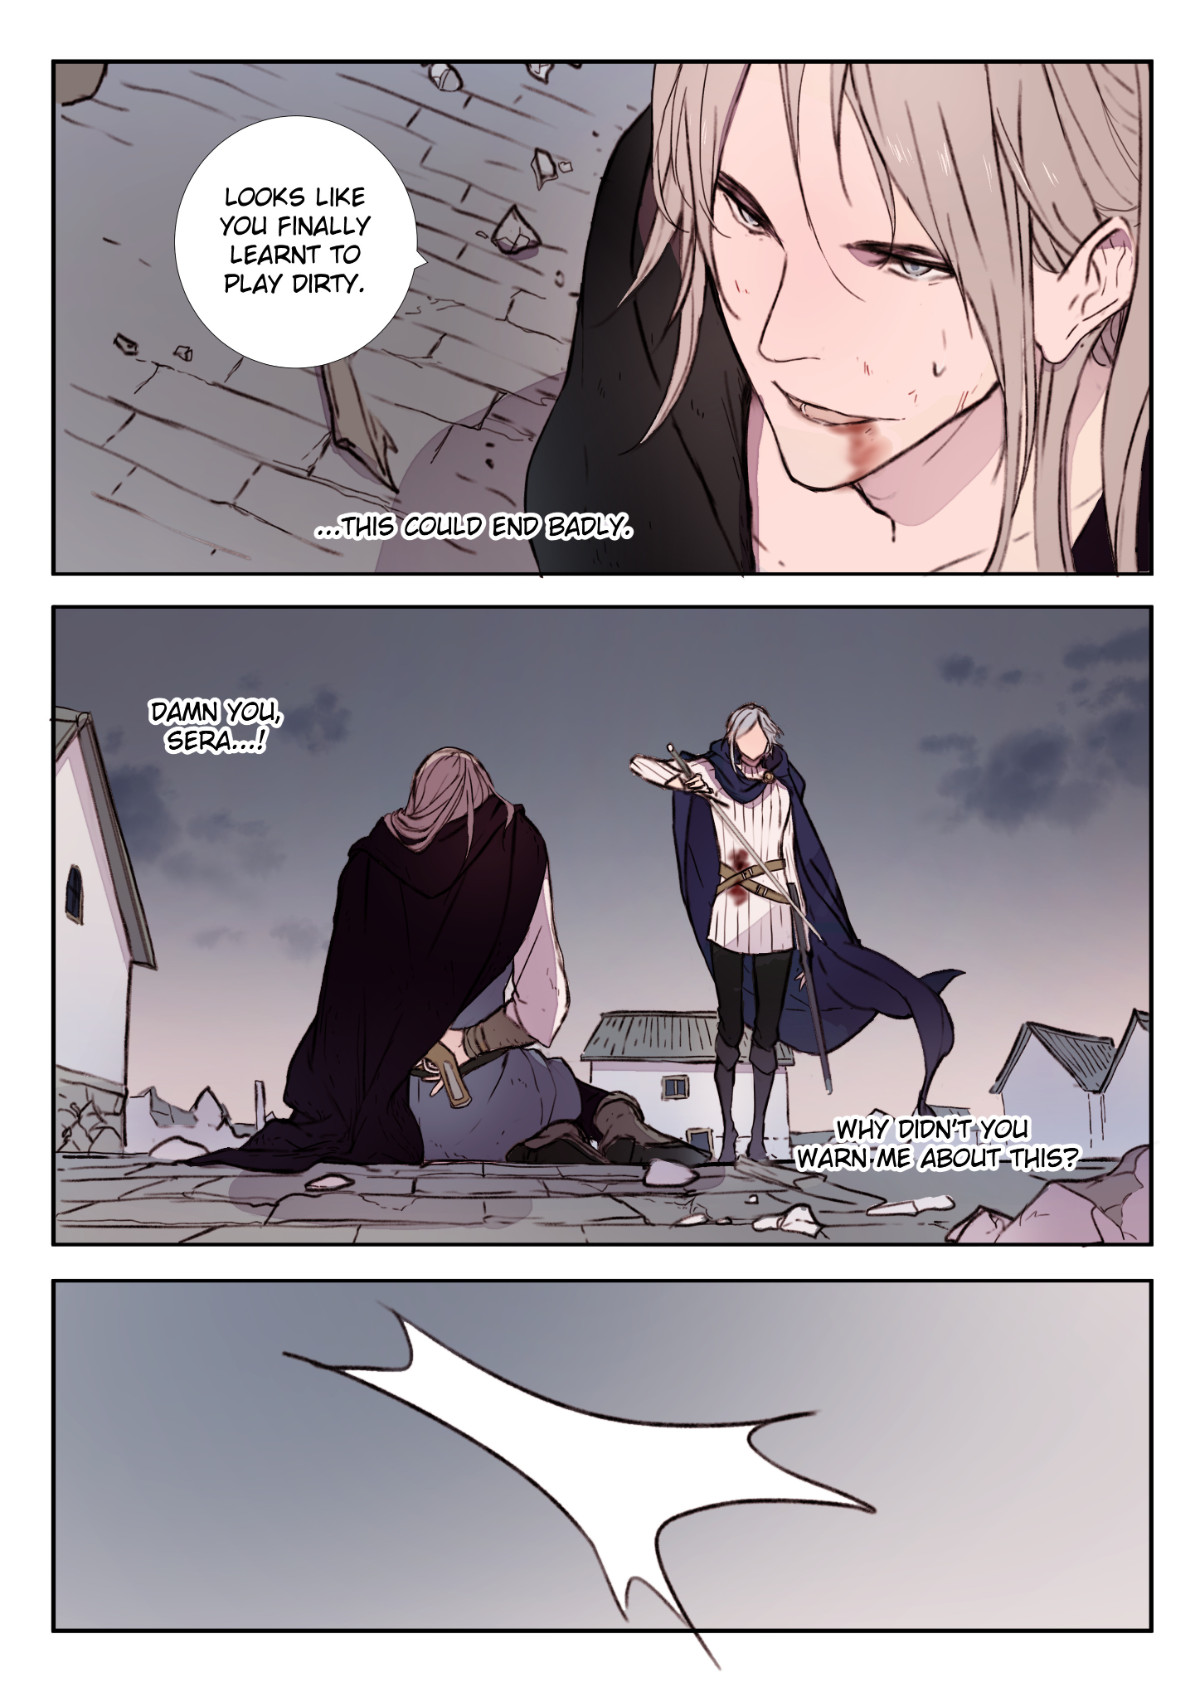 LOOKS LIKE
YOU FINALLY
LEARNT TO
PLAY DIRTY.
...THIS COULD END BADLY.
DAMN YOU,
SERA...!
WHY DIDN'T YOU
WARN ME ABOUT THIS?